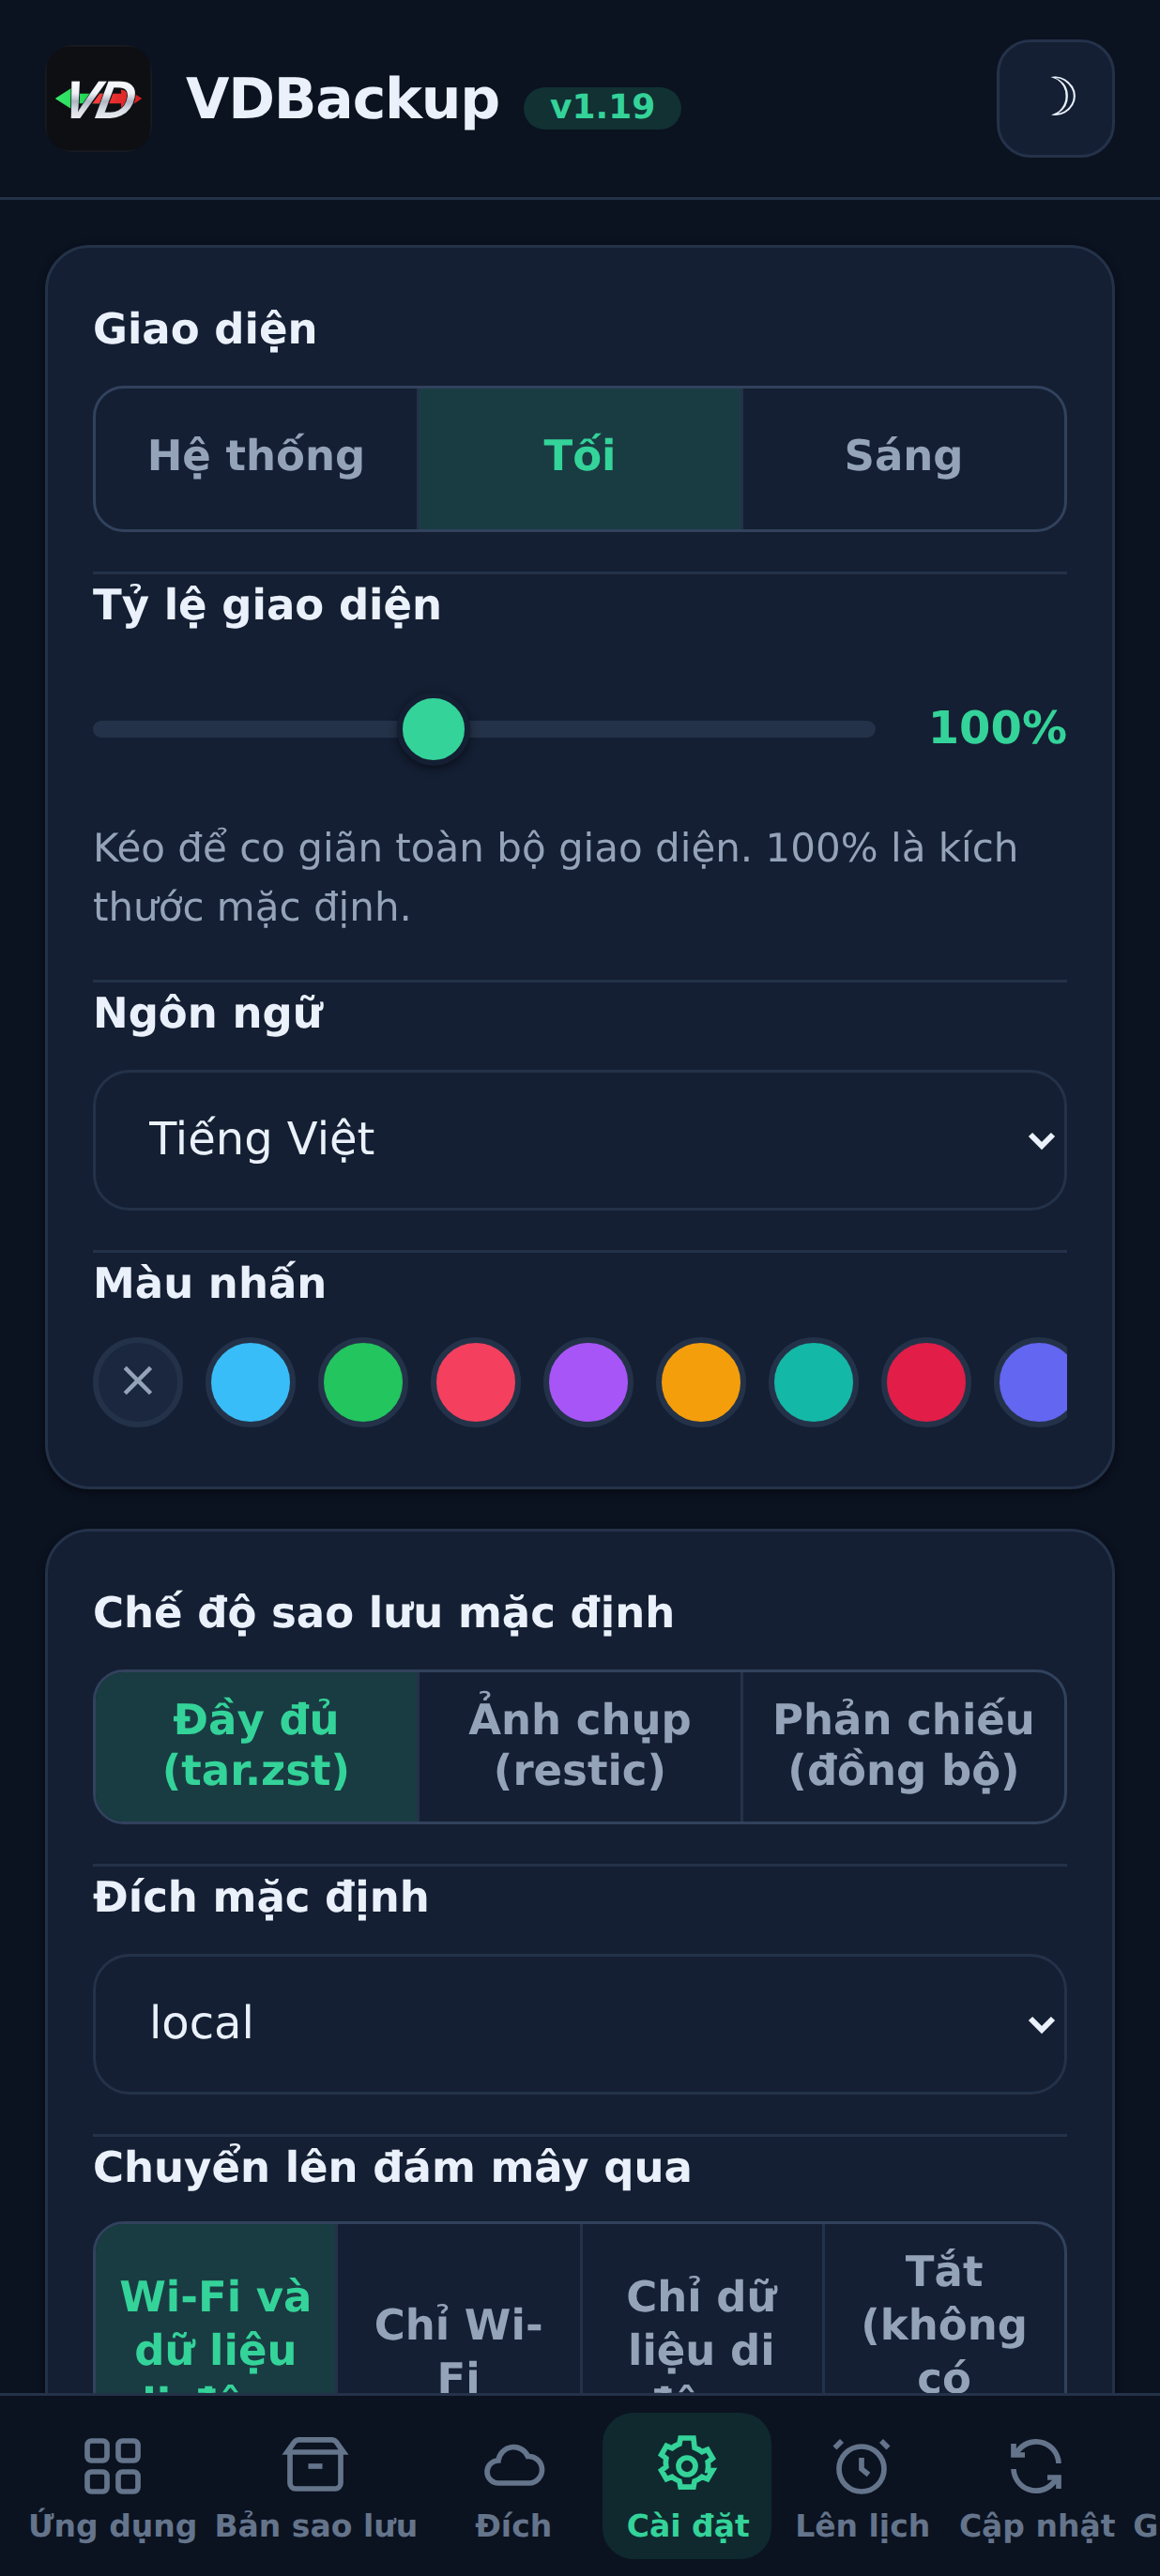 VD
VDBackup v1.19
Giao diện
Hệ thống Tối Sáng
Tỷ lệ giao diện
100%
Kéo để co giãn toàn bộ giao diện. 100% là kích
thước mặc định.
Ngôn ngữ
Tiếng Việt
Màu nhấn
Chế độ sao lưu mặc định
Đầy đủ
(tar.zst)
Ảnh chụp
(restic)
Phản chiếu
(đồng bộ)
Đích mặc định
local
Chuyển lên đám mây qua
Wi-Fi và
dữ liệu
Chỉ Wi-
Fi
Chỉ dữ
liệu di
Tắt
(không
có
Ứng dụng Bản sao lưu Đích Cài đặt Lên lịch Cập nhật